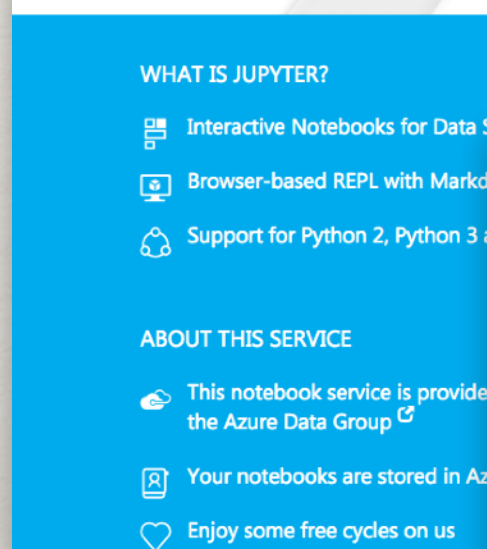 WHAT IS JUPYTER?
Interactive Notebooks for Data
Browser-based REPL with
Support for Python 2, Python 3
ABOUT THIS SERVICE
This notebook service is
the Azure Data Group
Your notebooks are stored in
Enjoy some free cycles on us